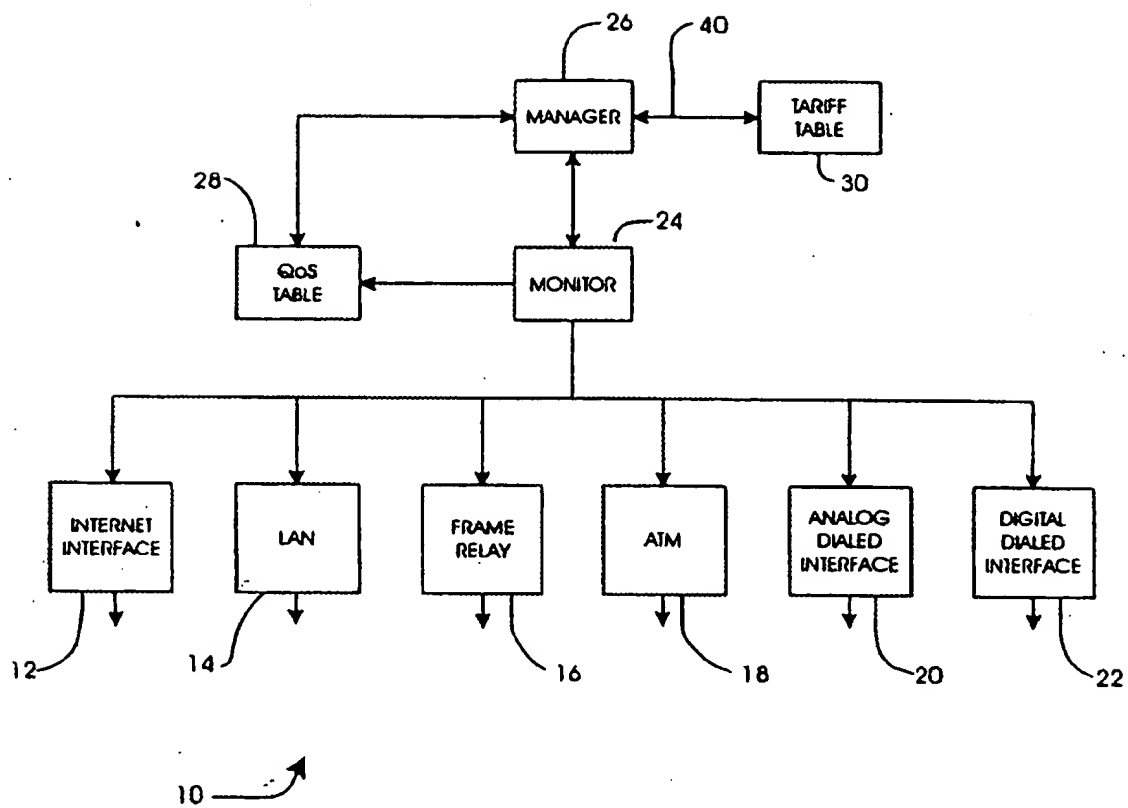 26
40
MANAGER
TARIFF
TABLE
30
28
24
QoS
TABLE
MONITOR
INTERNET
INTERFACE
LAN
FRAME
RELAY
ATM
ANALOG
DIALED
INTERFACE
DIGITAL
DIALED
INTERFACE
12
14
16
18
20
22
10